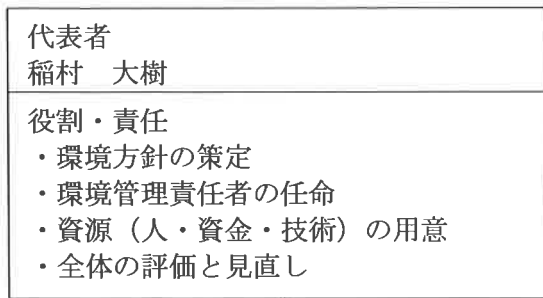 代表者
稲村　大樹
役割・責任
・環境方針の策定
・環境管理責任者の任命
・資源（人・資金・技術）の用意
・全体の評価と見直し